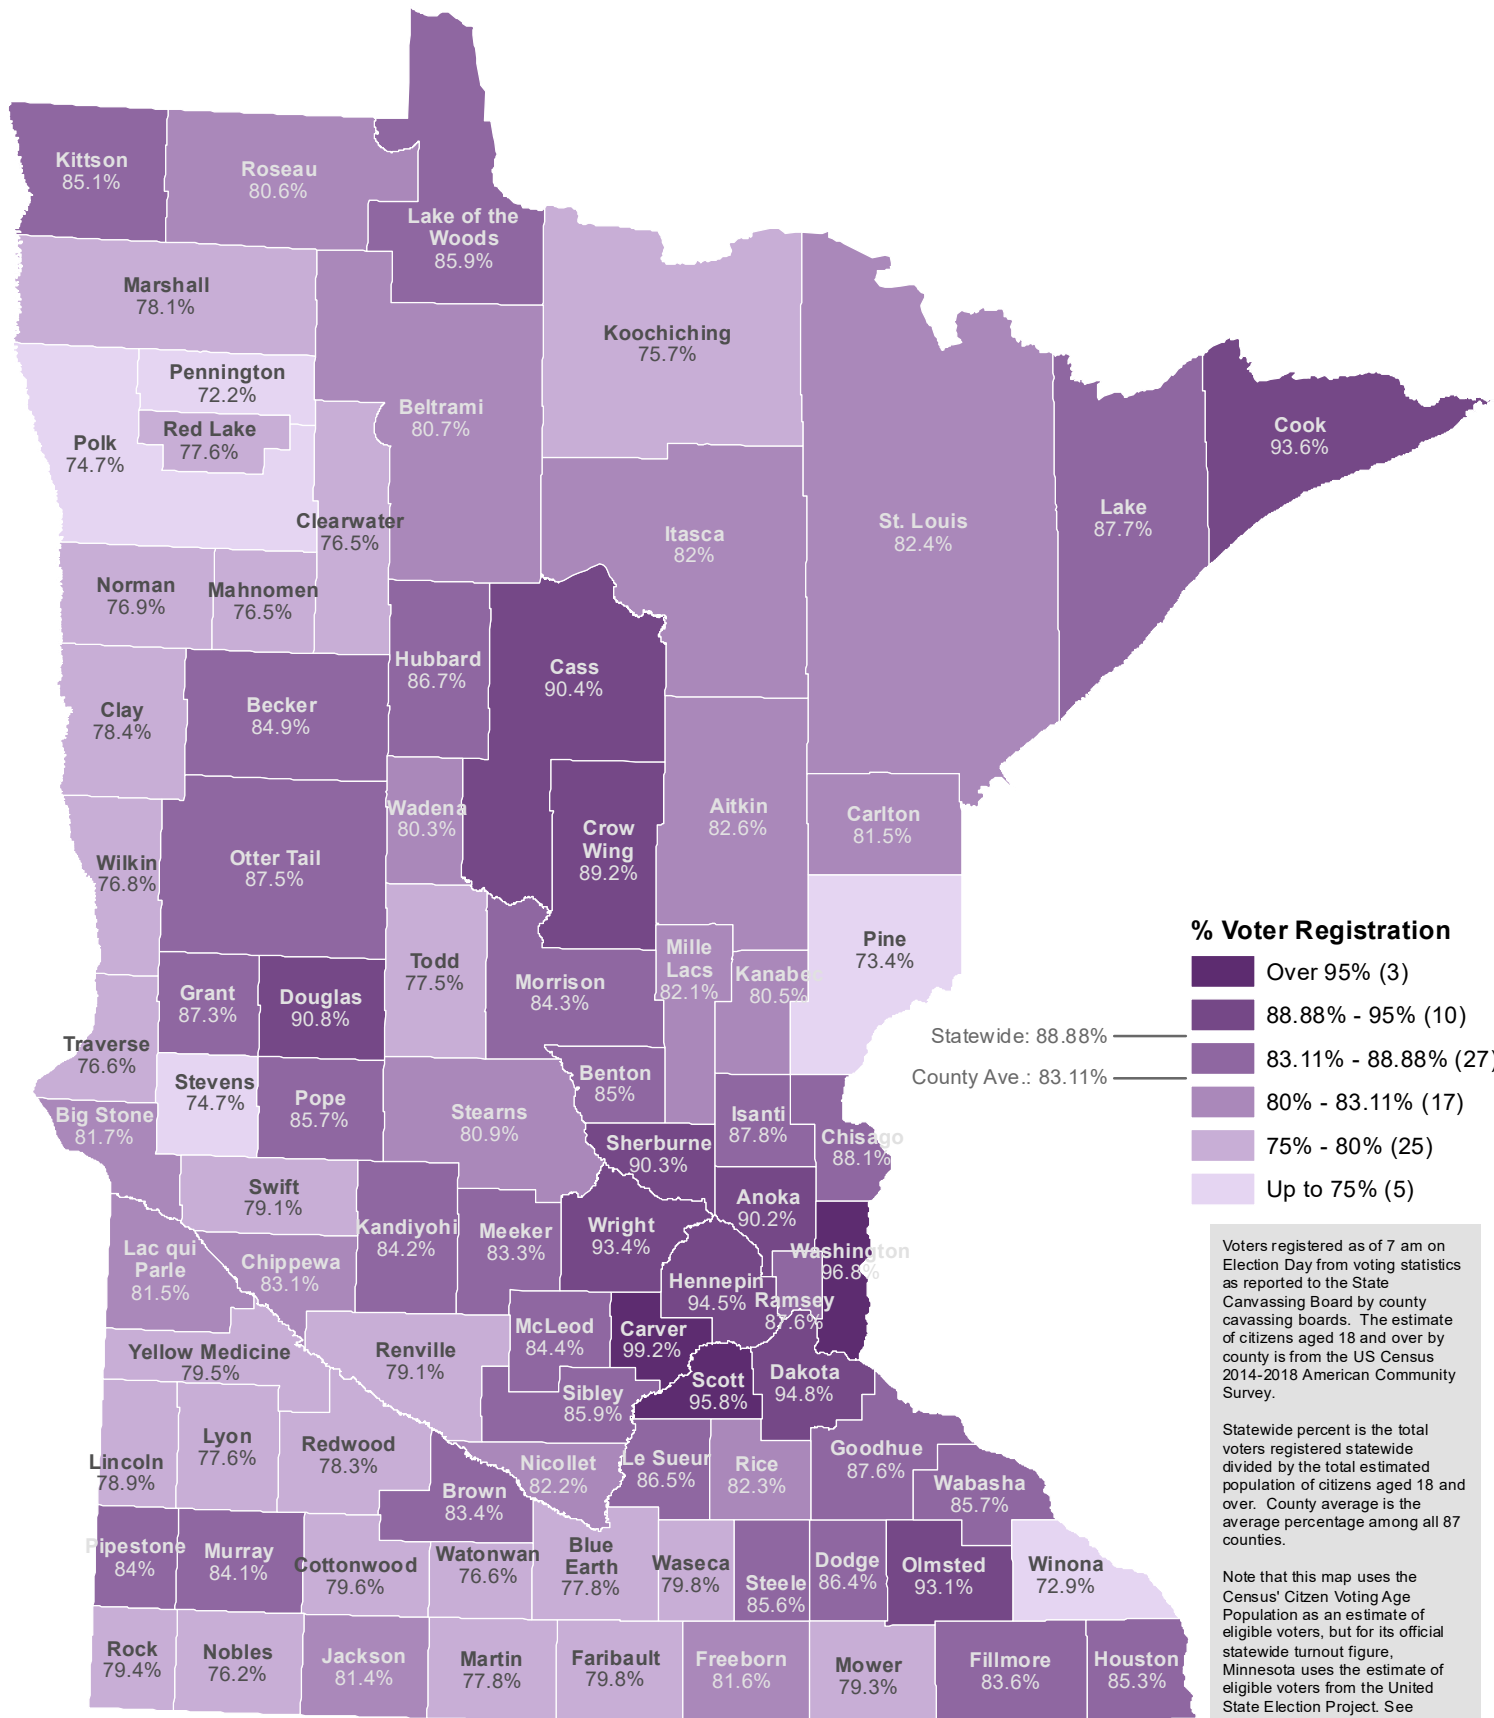 Kittson
85.1%
Roseau
80.6%
Lake of the
Woods
85.9%
Marshall
78.1%
Koochiching
75.7%
Pennington
72.2%
Red Lake
77.6%
Polk
74.7%
Beltrami
80.7%
Cook
93.6%
Clearwater
76.5%
Itasca
82%
St. Louis
82.4%
Lake
87.7%
Norman
76.9%
Mahnomen
76.5%
Hubbard
86.7%
Cass
90.4%
Clay
78.4%
Becker
84.9%
Wadena
80.3%
Crow
Wing
89.2%
Aitkin
82.6%
Carlton
81.5%
Wilkin
76.8%
Otter Tail
87.5%
Todd
77.5%
Morrison
84.3%
Mille
Lacs
82.1%
Kanabec
80.5%
Pine
73.4%
Grant
87.3%
Douglas
90.8%
Traverse
76.6%
Stevens
74.7%
Pope
85.7%
Stearns
80.9%
Benton
85%
Isanti
87.8%
Chisago
88.1%
Big Stone
81.7%
Sherburne
90.3%
Swift
79.1%
Kandiyohi
84.2%
Meeker
83.3%
Wright
93.4%
Anoka
90.2%
Washington
96.8%
Lac qui
Parle
81.5%
Chippewa
83.1%
Hennepin
94.5%
Ramsey
87.6%
Yellow Medicine
79.5%
Renville
79.1%
McLeod
84.4%
Carver
99.2%
Scott
95.8%
Dakota
94.8%
Sibley
85.9%
Lincoln
78.9%
Lyon
77.6%
Redwood
78.3%
Brown
83.4%
Nicollet
82.2%
Le Sueur
86.5%
Rice
82.3%
Goodhue
87.6%
Wabasha
85.7%
Pipestone
84%
Murray
84.1%
Cottonwood
79.6%
Watonwan
76.6%
Blue
Earth
77.8%
Waseca
79.8%
Steele
85.6%
Dodge
86.4%
Olmsted
93.1%
Winona
72.9%
Rock
79.4%
Nobles
76.2%
Jackson
81.4%
Martin
77.8%
Faribault
79.8%
Freeborn
81.6%
Mower
79.3%
Fillmore
83.6%
Houston
85.3%
% Voter Registration
Over 95% (3)
88.88% - 95% (10)
Statewide: 88.88%
83.11% - 88.88% (27)
County Ave.: 83.11%
80% - 83.11% (17)
75% - 80% (25)
Up to 75% (5)
Voters registered as of 7 am on
Election Day from voting statistics
as reported to the State
Canvassing Board by county
cavassing boards. The estimate
of citizens aged 18 and over by
county is from the US Census
2014-2018 American Community
Survey.
Statewide percent is the total
voters registered statewide
divided by the total estimated
population of citizens aged 18 and
over. County average is the
average percentage among all 87
counties.
Note that this map uses the
Census' Citzen Voting Age
Population as an estimate of
eligible voters, but for its official
statewide turnout figure,
Minnesota uses the estimate of
eligible voters from the United
State Election Project. See